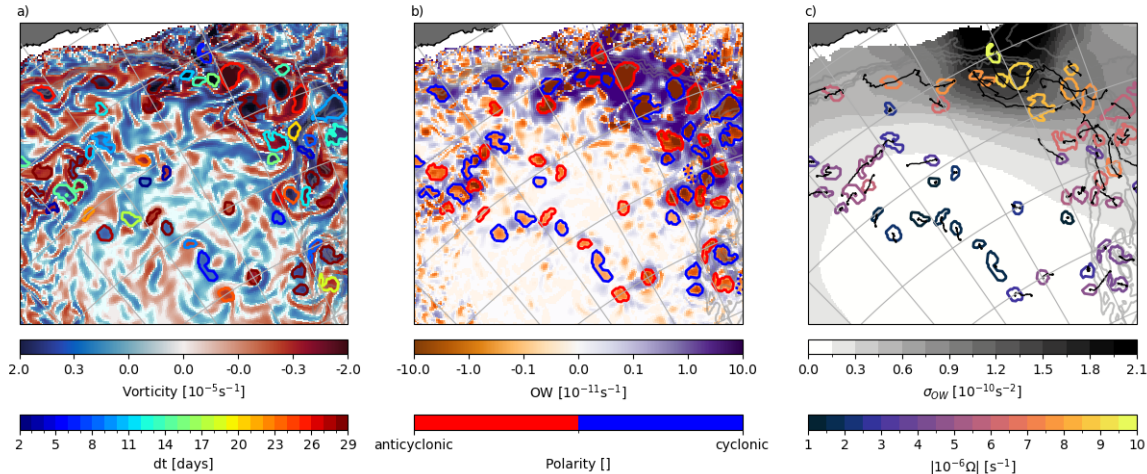 a)
b)
c)
2.0 0.3 0.0 -0.3 -2.0
Vorticity [10⁻⁵s⁻¹]
-10.0 -1.0 -0.1 0.0 0.1 1.0 10.0
OW [10⁻¹¹s⁻¹]
0.0 0.3 0.6 0.9 1.2 1.5 1.8 2.1
σ_OW [10⁻¹⁰s⁻²]
2 5 8 11 14 17 20 23 26 29
dt [days]
anticyclonic cyclonic
Polarity []
1 2 3 4 5 6 7 8 9 10
|10⁻⁶Ω| [s⁻¹]